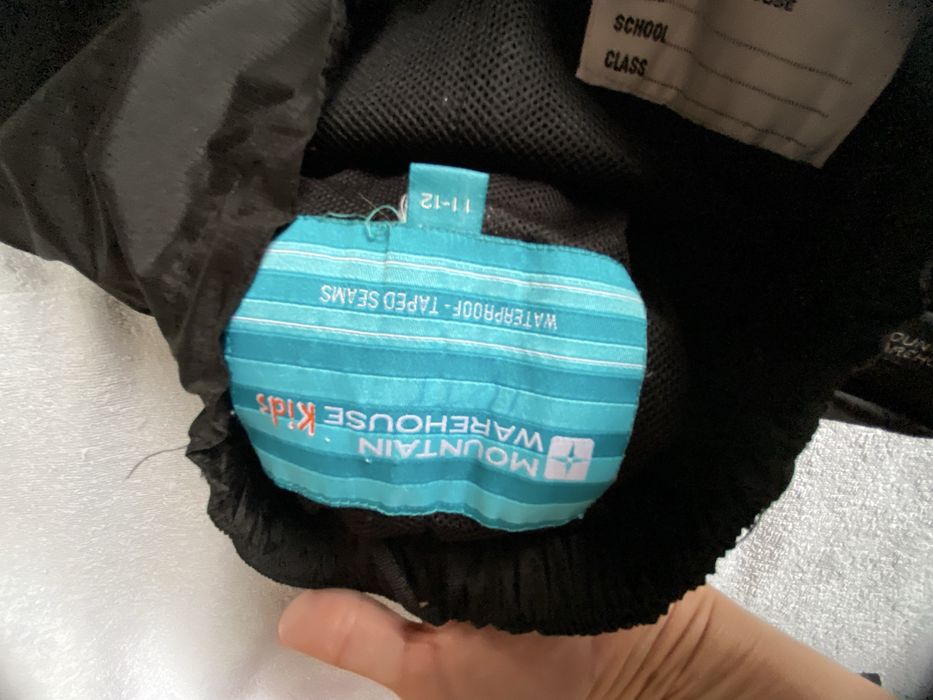 SCHOOL
CLASS
11-12
MOUNTAIN
WAREHOUSE Kids
WATERPROOF - TAPED SEAMS